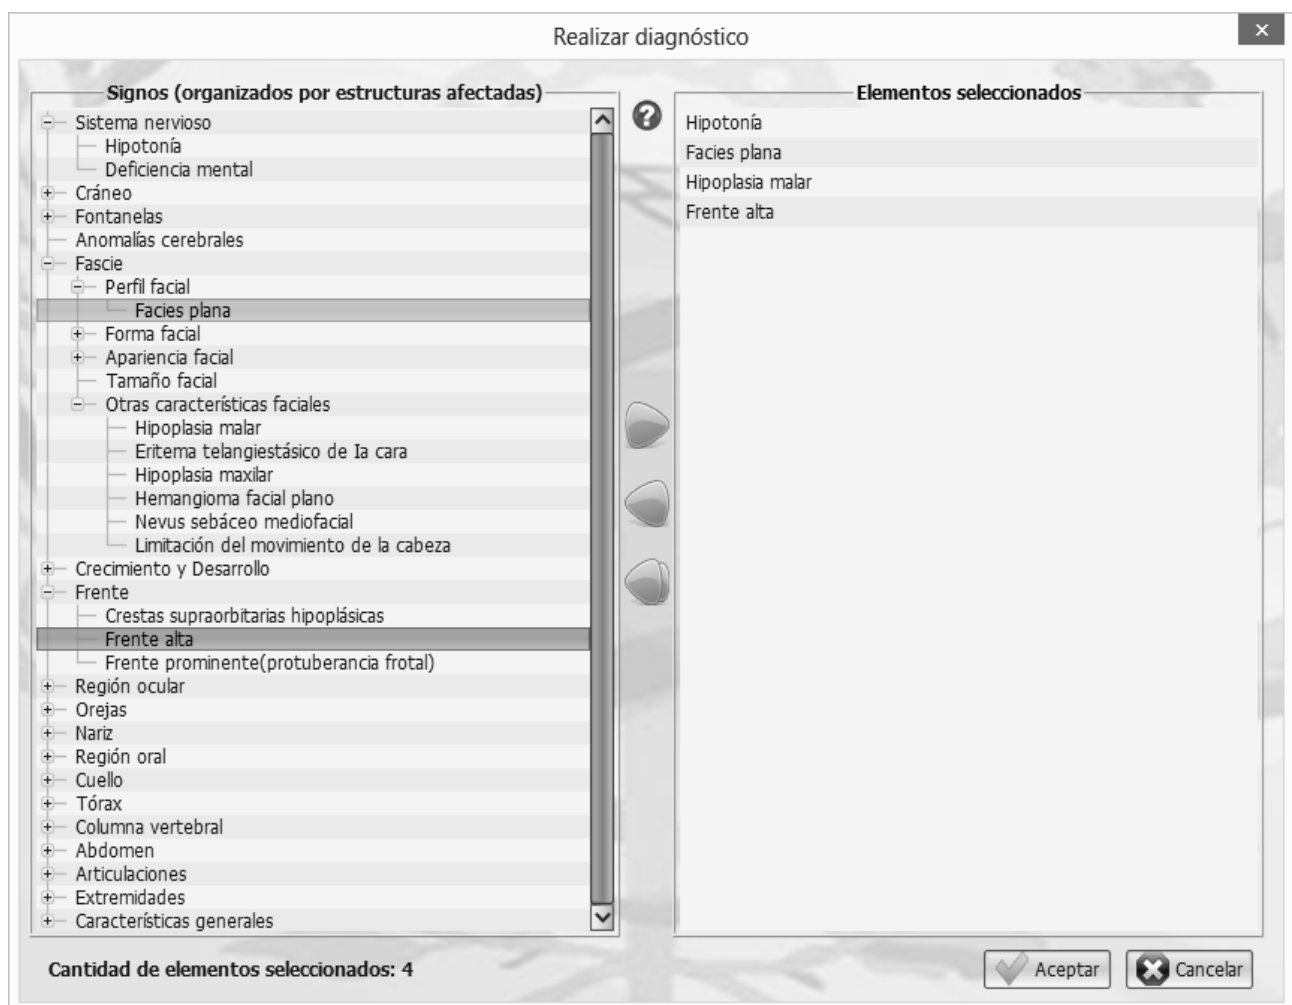 Realizar diagnóstico
Signos (organizados por estructuras afectadas)
Sistema nervioso
Hipotonía
Deficiencia mental
Cráneo
Fontanelas
Anomalías cerebrales
Fascie
Perfil facial
Facies plana
Forma facial
Apariencia facial
Tamaño facial
Otras características faciales
Hipoplasia malar
Eritema telangiestásico de Ia cara
Hipoplasia maxilar
Hemangioma facial plano
Nevus sebáceo mediofacial
Limitación del movimiento de la cabeza
Crecimiento y Desarrollo
Frente
Crestas supraorbitarias hipoplásicas
Frente alta
Frente prominente(protuberancia frotal)
Región ocular
Orejas
Nariz
Región oral
Cuello
Tórax
Columna vertebral
Abdomen
Articulaciones
Extremidades
Características generales
Elementos seleccionados
Hipotonía
Facies plana
Hipoplasia malar
Frente alta
Cantidad de elementos seleccionados: 4
Aceptar
Cancelar